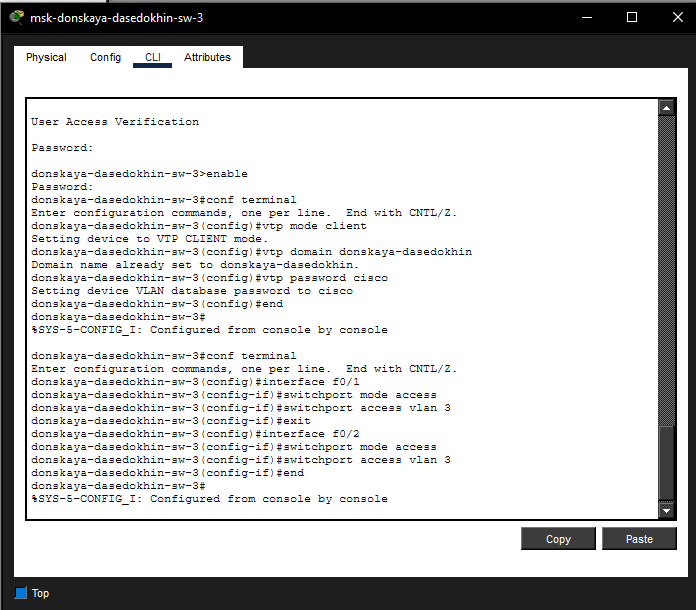 msk-donskaya-dasedokhin-sw-3
Physical Config CLI Attributes
User Access Verification
Password:
donskaya-dasedokhin-sw-3>enable
Password:
donskaya-dasedokhin-sw-3#conf terminal
Enter configuration commands, one per line.  End with CNTL/Z.
donskaya-dasedokhin-sw-3(config)#vtp mode client
Setting device to VTP CLIENT mode.
donskaya-dasedokhin-sw-3(config)#vtp domain donskaya-dasedokhin
Domain name already set to donskaya-dasedokhin.
donskaya-dasedokhin-sw-3(config)#vtp password cisco
Setting device VLAN database password to cisco
donskaya-dasedokhin-sw-3(config)#end
donskaya-dasedokhin-sw-3#
%SYS-5-CONFIG_I: Configured from console by console
donskaya-dasedokhin-sw-3#conf terminal
Enter configuration commands, one per line.  End with CNTL/Z.
donskaya-dasedokhin-sw-3(config)#interface f0/1
donskaya-dasedokhin-sw-3(config-if)#switchport mode access
donskaya-dasedokhin-sw-3(config-if)#switchport access vlan 3
donskaya-dasedokhin-sw-3(config-if)#exit
donskaya-dasedokhin-sw-3(config)#interface f0/2
donskaya-dasedokhin-sw-3(config-if)#switchport mode access
donskaya-dasedokhin-sw-3(config-if)#switchport access vlan 3
donskaya-dasedokhin-sw-3(config-if)#end
donskaya-dasedokhin-sw-3#
%SYS-5-CONFIG_I: Configured from console by console
Copy Paste
Top